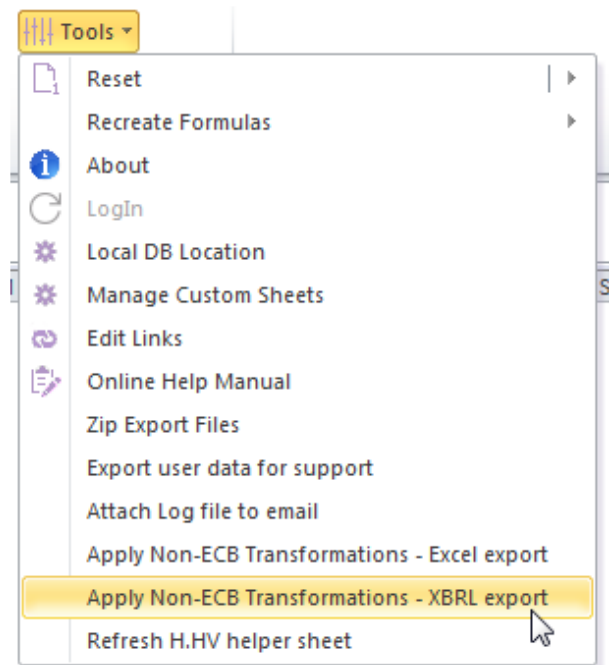 Tools
Reset
Recreate Formulas
About
LogIn
Local DB Location
Manage Custom Sheets
Edit Links
Online Help Manual
Zip Export Files
Export user data for support
Attach Log file to email
Apply Non-ECB Transformations - Excel export
Apply Non-ECB Transformations - XBRL export
Refresh H.HV helper sheet